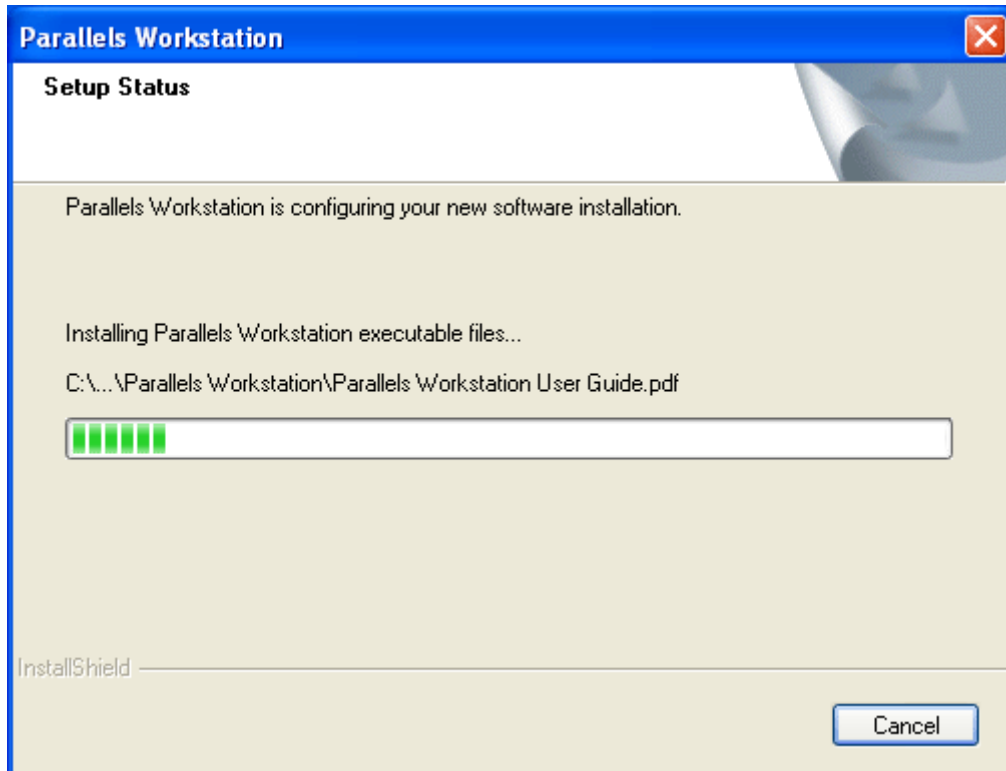 Parallels Workstation
Setup Status
Parallels Workstation is configuring your new software installation.
Installing Parallels Workstation executable files...
C:\...\Parallels Workstation\Parallels Workstation User Guide.pdf
InstallShield
Cancel